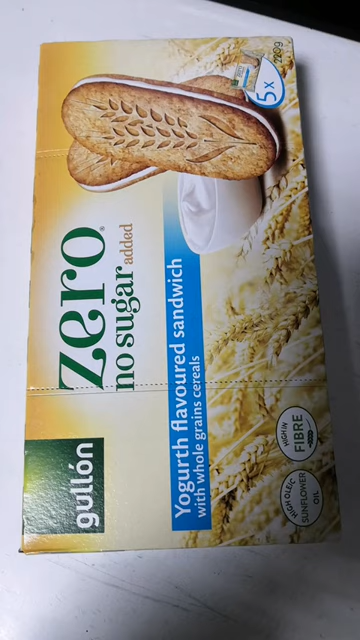 gullón
zero®
no sugar added
Yogurth flavoured sandwich
with whole grains cereals
5x
220g
HIGH IN
FIBRE
HIGH OLEIC
SUNFLOWER
OIL